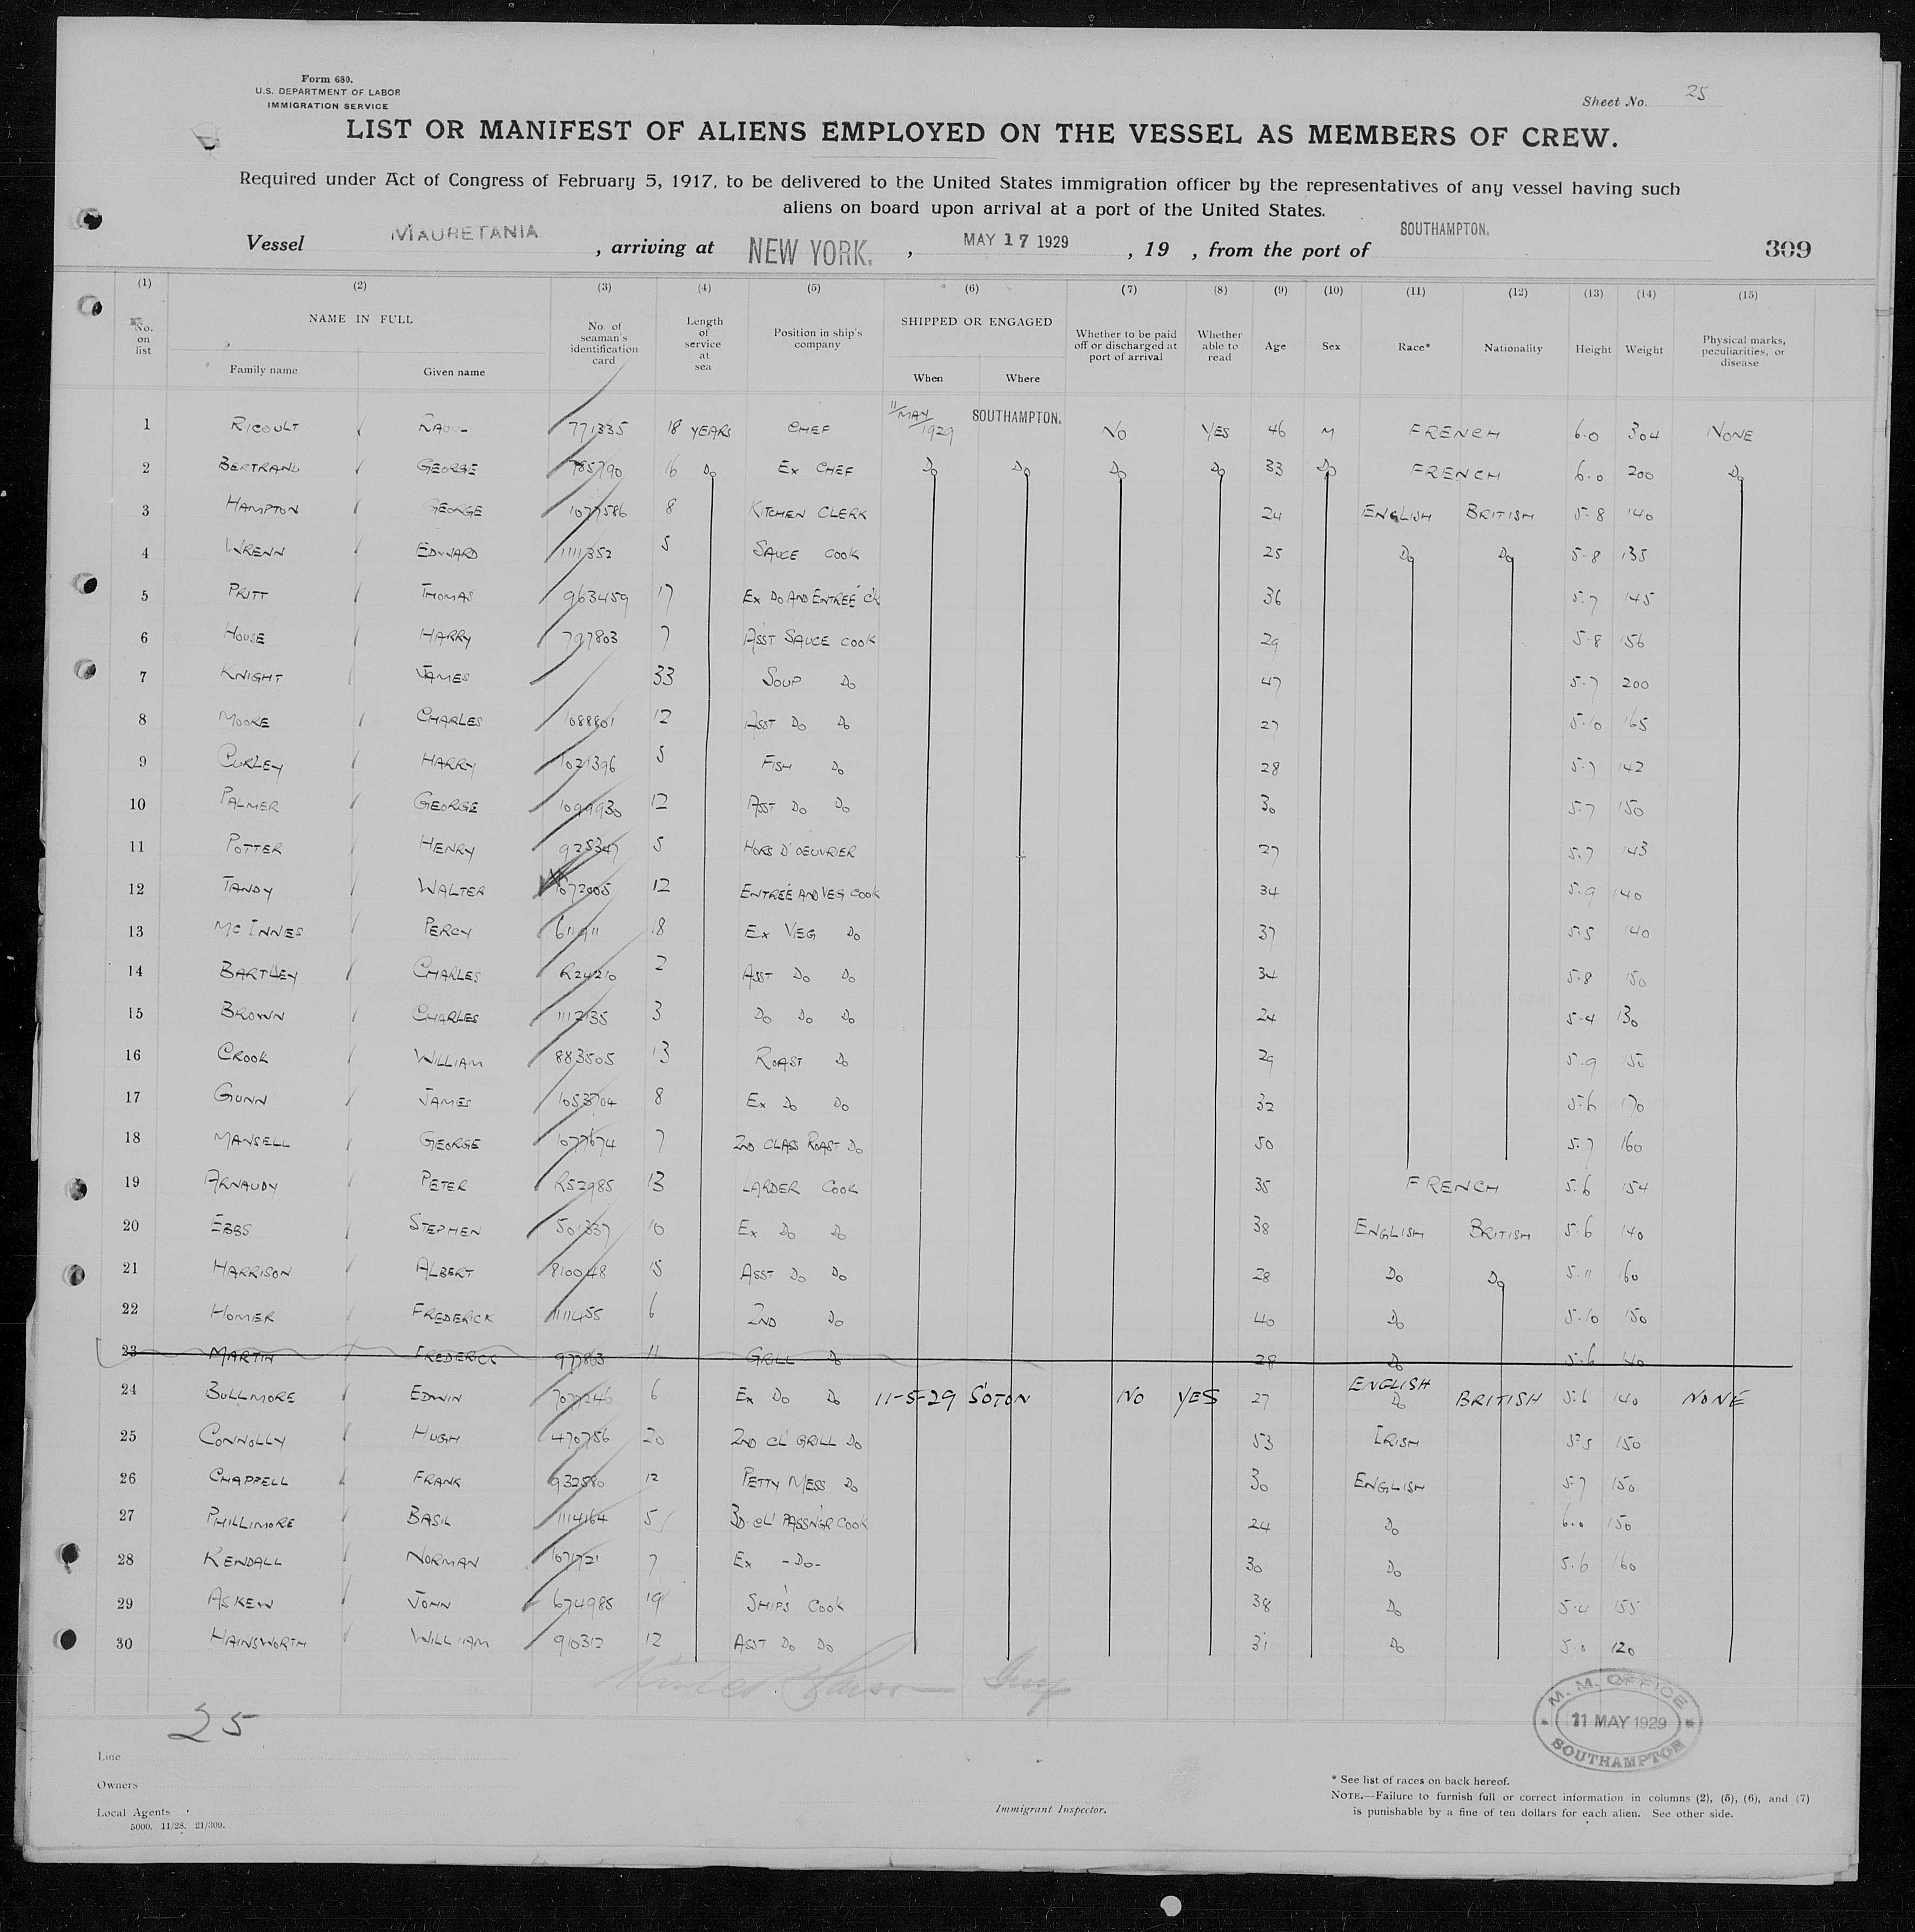 Form 680.
U.S. DEPARTMENT OF LABOR
IMMIGRATION SERVICE
Sheet No. 25
LIST OR MANIFEST OF ALIENS EMPLOYED ON THE VESSEL AS MEMBERS OF CREW.
Required under Act of Congress of February 5, 1917, to be delivered to the United States immigration officer by the representatives of any vessel having such
aliens on board upon arrival at a port of the United States.
Vessel MAURETANIA, arriving at NEW YORK., MAY 17 1929, 19 , from the port of SOUTHAMPTON. 309
(1) (2) (3) (4) (5) (6) (7) (8) (9) (10) (11) (12) (13) (14) (15)
No. on list NAME IN FULL Family name Given name No. of seaman's identification card Length of service at sea Position in ship's company SHIPPED OR ENGAGED When Where Whether to be paid off or discharged at port of arrival Whether able to read Age Sex Race* Nationality Height Weight Physical marks, peculiarities, or disease
1 RICOULT RAOUL 771335 18 YEARS CHEF 11/MAY/1929 SOUTHAMPTON. NO YES 46 M FRENCH 6.0 304 NONE
2 BERTRAND GEORGE 785790 16 Do EX CHEF Do Do Do Do 33 Do FRENCH 6.0 200 Do
3 HAMPTON GEORGE 1077586 8 KITCHEN CLERK 24 ENGLISH BRITISH 5.8 140
4 WRENN EDWARD 1111352 5 SAUCE COOK 25 Do Do 5.8 135
5 PRITT THOMAS 963459 17 EX Do AND ENTREÉ CK 36 5.7 145
6 HOUSE HARRY 797803 7 ASST SAUCE COOK 29 5.8 156
7 KNIGHT JAMES 33 SOUP Do 47 5.7 200
8 MOORE CHARLES 1088801 12 ASST Do Do 27 5.10 165
9 CURLEY HARRY 1021396 5 FISH Do 28 5.7 142
10 PALMER GEORGE 1099930 12 ASST Do Do 30 5.7 150
11 POTTER HENRY 925347 5 HORS D'OEUVRIER 27 5.7 143
12 TANDY WALTER 1072005 12 ENTREÉ AND VEG COOK 34 5.9 140
13 MC INNES PERCY 611911 18 EX VEG Do 37 5.5 140
14 BARTLEY CHARLES R24210 2 ASST Do Do 34 5.8 150
15 BROWN CHARLES 1112135 3 Do Do Do 24 5.4 130
16 CROOK WILLIAM 883505 13 ROAST Do 29 5.9 150
17 GUNN JAMES 1053704 8 EX Do Do 32 5.6 170
18 MANSELL GEORGE 1077674 7 2ND CLASS ROAST Do 50 5.7 160
19 ARNAUDY PETER R52985 13 LARDER COOK 35 FRENCH 5.6 154
20 EBBS STEPHEN 501337 10 EX Do Do 38 ENGLISH BRITISH 5.6 140
21 HARRISON ALBERT 810048 15 ASST Do Do 28 Do Do 5.11 160
22 HOMER FREDERICK 1111455 6 2ND Do 40 Do 5.10 150
23 MARTIN FREDERICK 977863 11 GRILL Do 28 Do 5.6 140
24 BULLMORE EDWIN 7077246 6 EX Do Do 11-5-29 S'OTON NO YES 27 ENGLISH Do BRITISH 5.6 140 NONE
25 CONNOLLY HUGH 470756 20 2ND CL' GRILL Do 53 IRISH 5.5 150
26 CHAPPELL FRANK 932580 12 PETTY MESS Do 30 ENGLISH 5.7 150
27 PHILLIMORE BASIL 1114164 5 3D. CL' PASSN'GR COOK 24 Do 6.0 150
28 KENDALL NORMAN 1071721 7 EX -Do- 30 Do 5.6 160
29 ASKEW JOHN 674985 19 SHIP'S COOK 38 Do 5.4 155
30 HAINSWORTH WILLIAM 910312 12 ASST Do Do 31 Do 5.0 120
25
M. M. OFFICE
11 MAY 1929
SOUTHAMPTON
Line
Owners
Local Agents
5000. 11/28. 21/309.
Immigrant Inspector.
* See list of races on back hereof.
NOTE.—Failure to furnish full or correct information in columns (2), (5), (6), and (7)
is punishable by a fine of ten dollars for each alien. See other side.